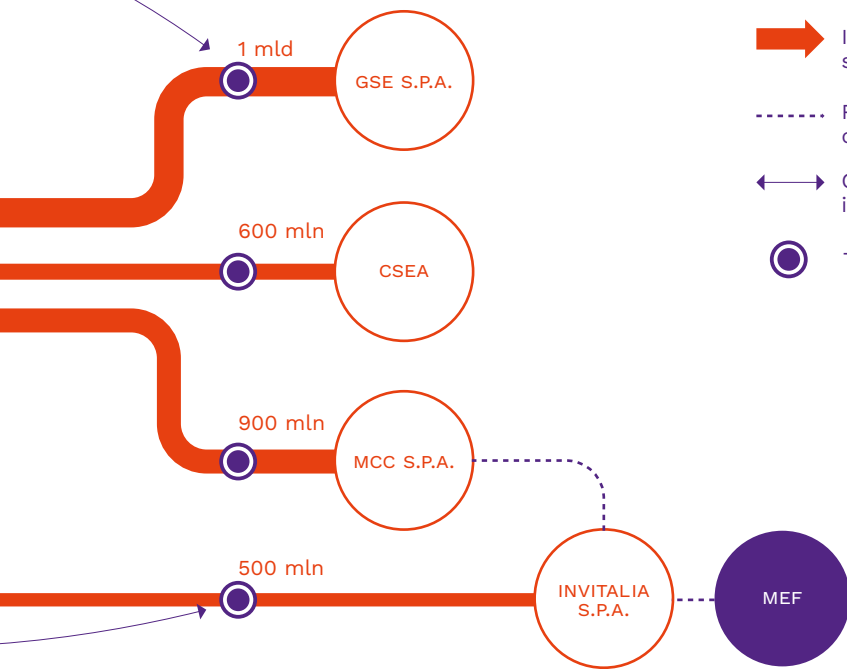 1 mld
GSE S.P.A.
600 mln
CSEA
900 mln
MCC S.P.A.
500 mln
INVITALIA
S.P.A.
MEF